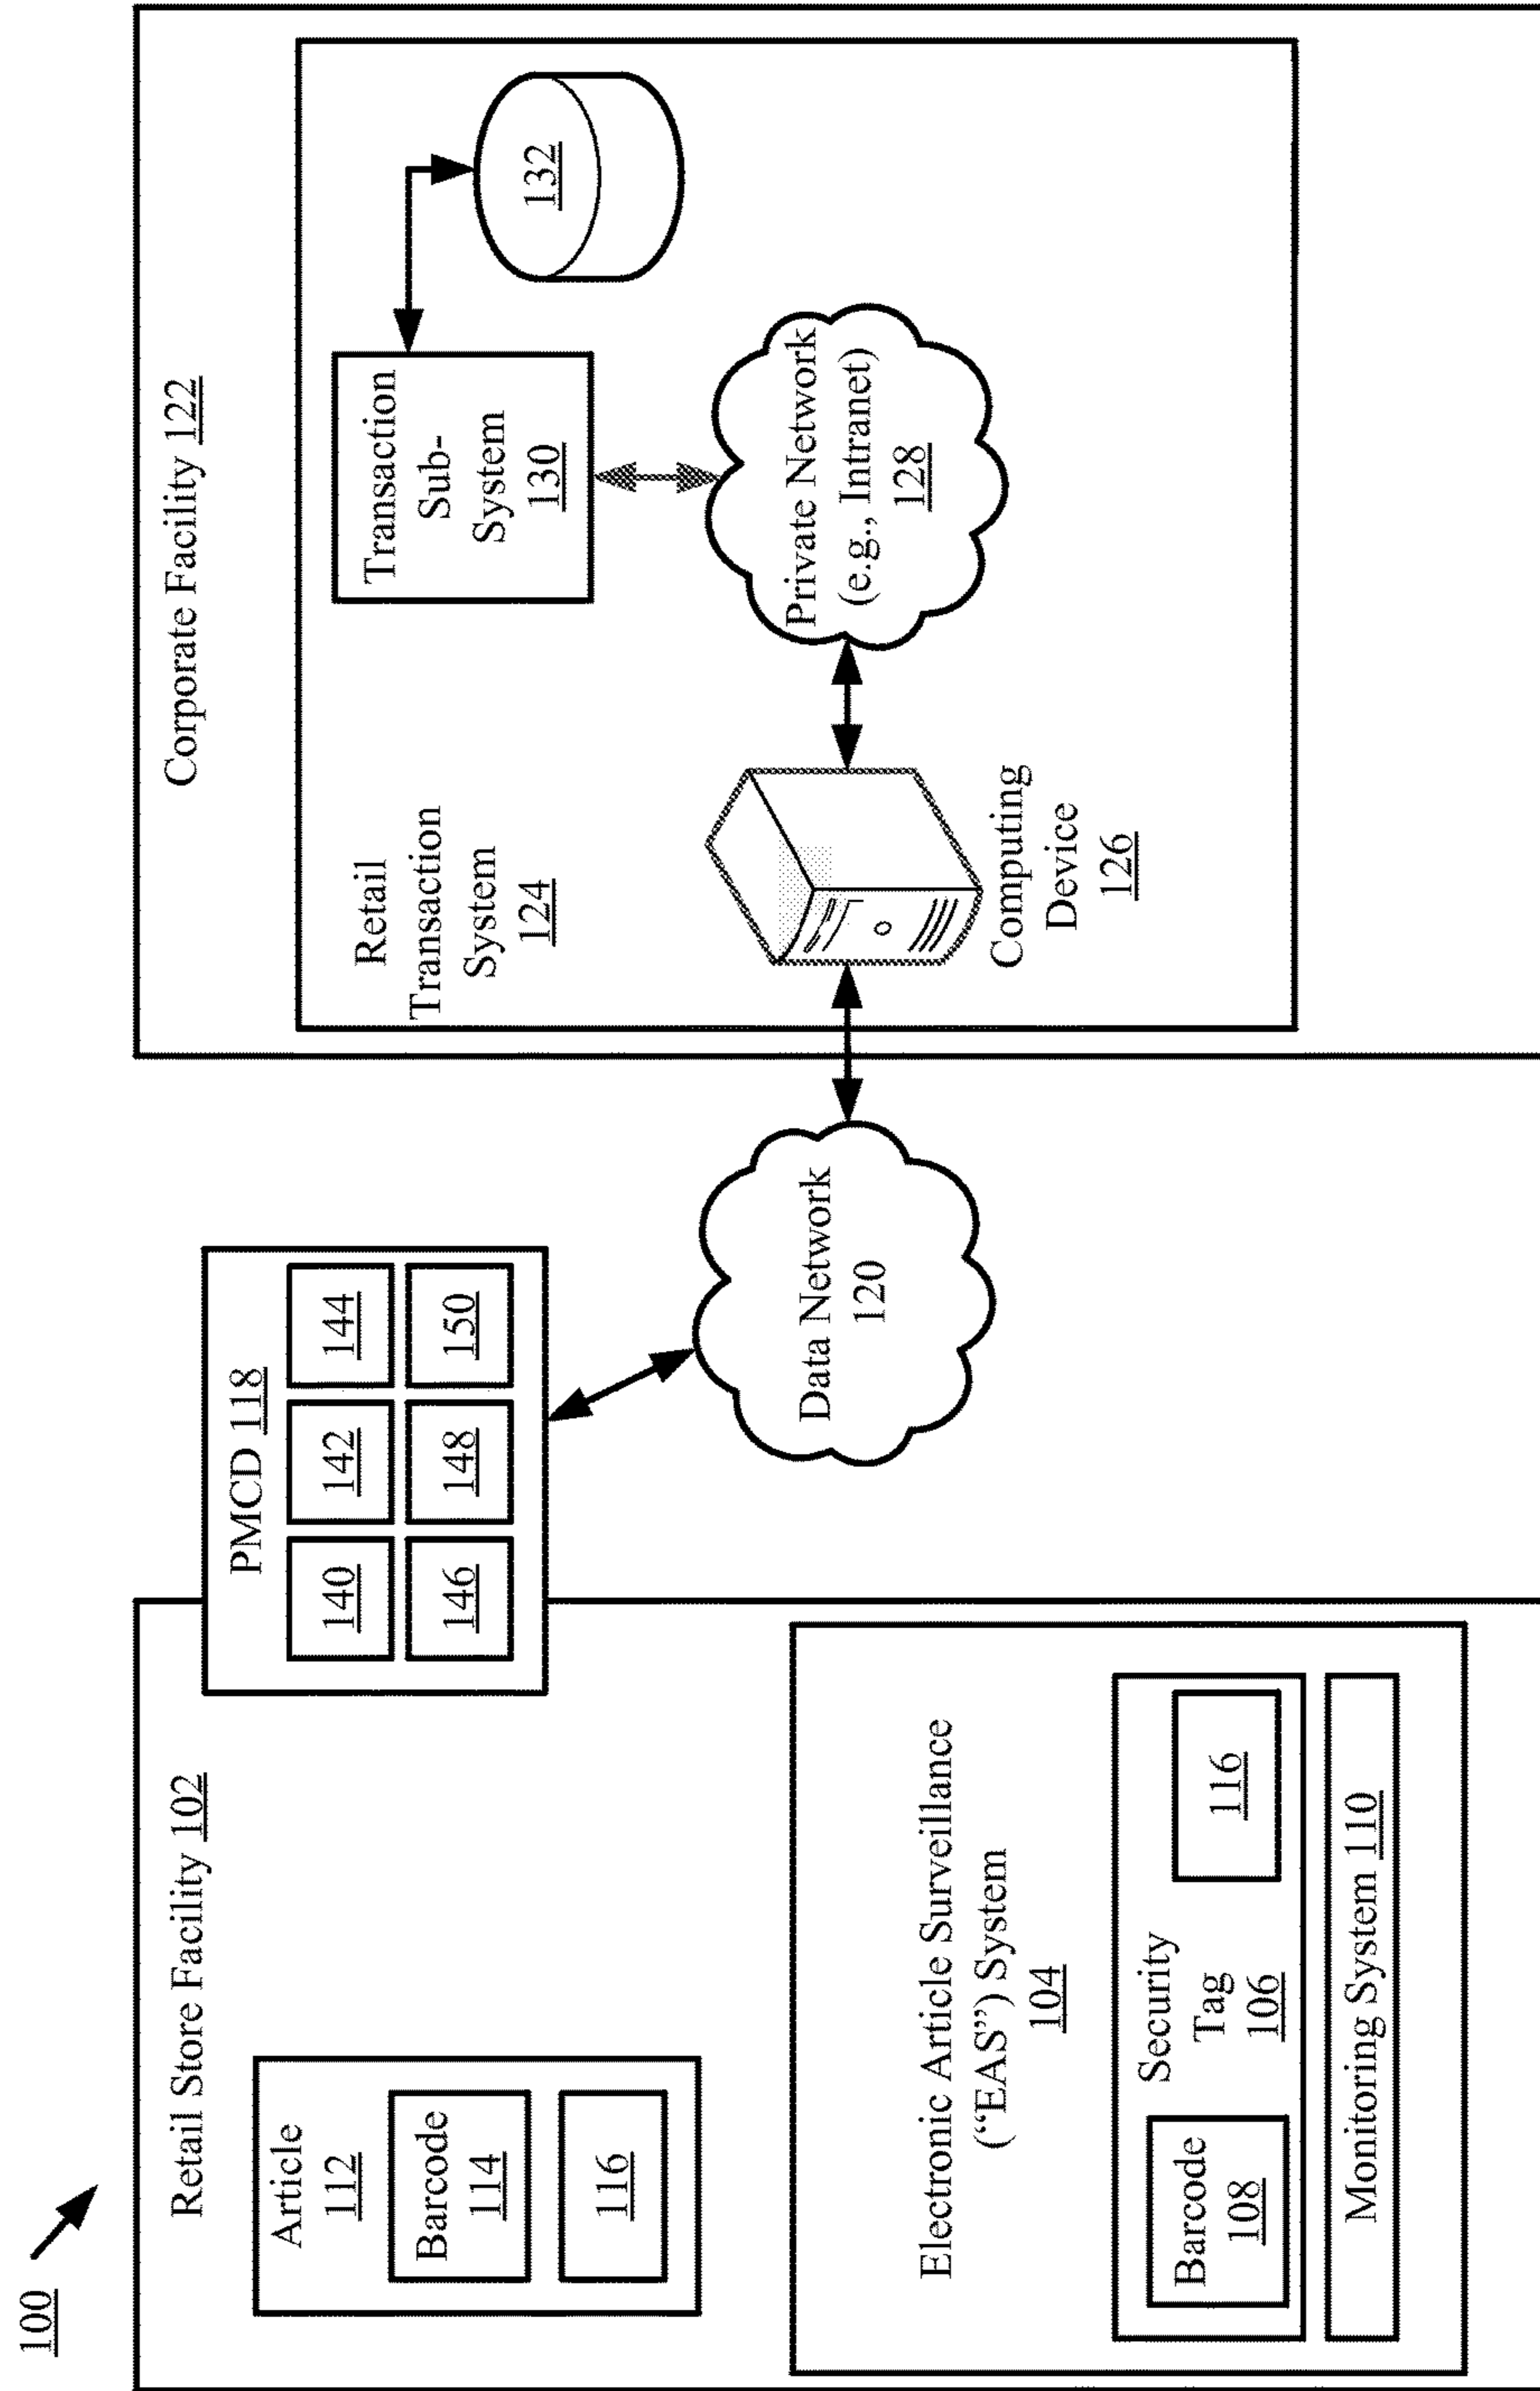 100
Retail Store Facility 102
Article
112
Barcode
114
116
Electronic Article Surveillance
("EAS") System
104
Security
Tag
106
Barcode
108
116
Monitoring System 110
PMCD 118
140
142
144
146
148
150
Data Network
120
Corporate Facility 122
Retail
Transaction
System
124
Computing
Device
126
Transaction
Sub-
System
130
132
Private Network
(e.g., Intranet)
128